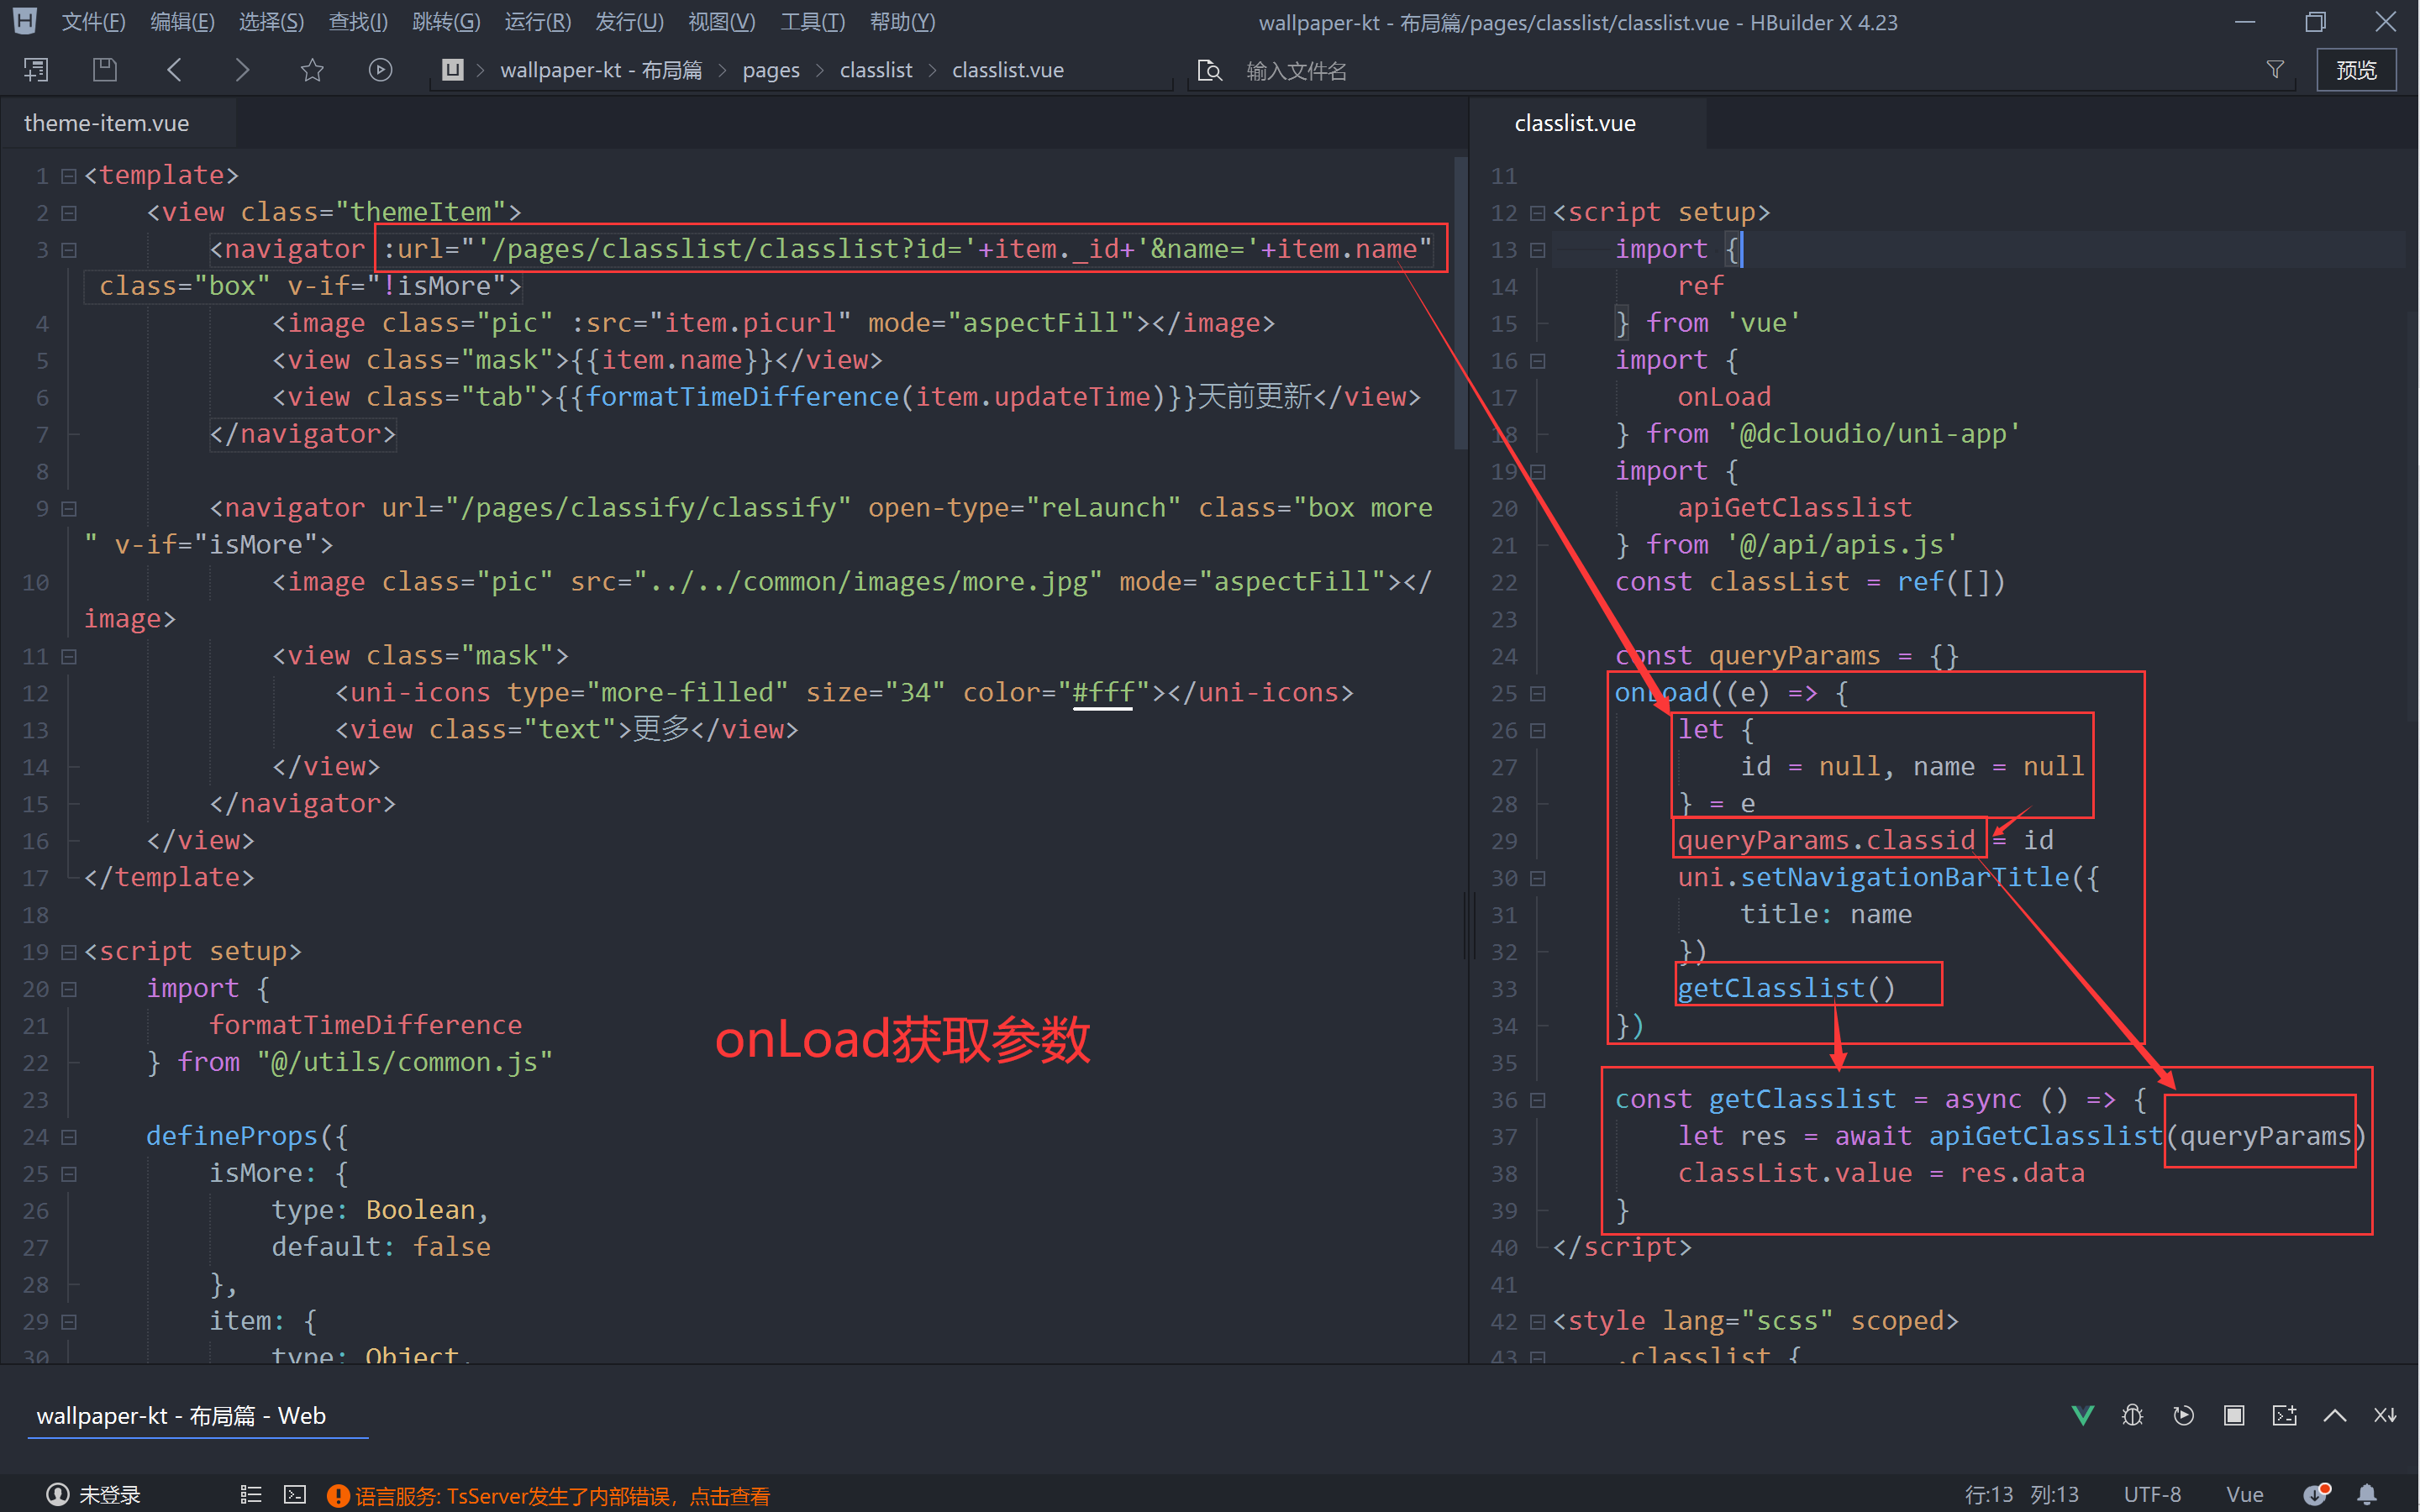 文件(F) 编辑(E) 选择(S) 查找(I) 跳转(G) 运行(R) 发行(U) 视图(V) 工具(T) 帮助(Y) wallpaper-kt - 布局篇/pages/classlist/classlist.vue - HBuilder X 4.23
wallpaper-kt - 布局篇 > pages > classlist > classlist.vue 输入文件名 预览
theme-item.vue
1 <template>
2 <view class="themeItem">
3 <navigator :url="'/pages/classlist/classlist?id='+item._id+'&name='+item.name"
class="box" v-if="!isMore">
4 <image class="pic" :src="item.picurl" mode="aspectFill"></image>
5 <view class="mask">{{item.name}}</view>
6 <view class="tab">{{formatTimeDifference(item.updateTime)}}天前更新</view>
7 </navigator>
8
9 <navigator url="/pages/classify/classify" open-type="reLaunch" class="box more
" v-if="isMore">
10 <image class="pic" src="../../common/images/more.jpg" mode="aspectFill"></
image>
11 <view class="mask">
12 <uni-icons type="more-filled" size="34" color="#fff"></uni-icons>
13 <view class="text">更多</view>
14 </view>
15 </navigator>
16 </view>
17 </template>
18
19 <script setup>
20 import {
21 formatTimeDifference
22 } from "@/utils/common.js"
23
24 defineProps({
25 isMore: {
26 type: Boolean,
27 default: false
28 },
29 item: {
30 type: Object,
onLoad获取参数
classlist.vue
11
12 <script setup>
13 import {
14 ref
15 } from 'vue'
16 import {
17 onLoad
18 } from '@dcloudio/uni-app'
19 import {
20 apiGetClasslist
21 } from '@/api/apis.js'
22 const classList = ref([])
23
24 const queryParams = {}
25 onLoad((e) => {
26 let {
27 id = null, name = null
28 } = e
29 queryParams.classid = id
30 uni.setNavigationBarTitle({
31 title: name
32 })
33 getClasslist()
34 })
35
36 const getClasslist = async () => {
37 let res = await apiGetClasslist(queryParams)
38 classList.value = res.data
39 }
40 </script>
41
42 <style lang="scss" scoped>
43 .classlist {
wallpaper-kt - 布局篇 - Web
未登录 语言服务: TsServer发生了内部错误，点击查看 行:13 列:13 UTF-8 Vue